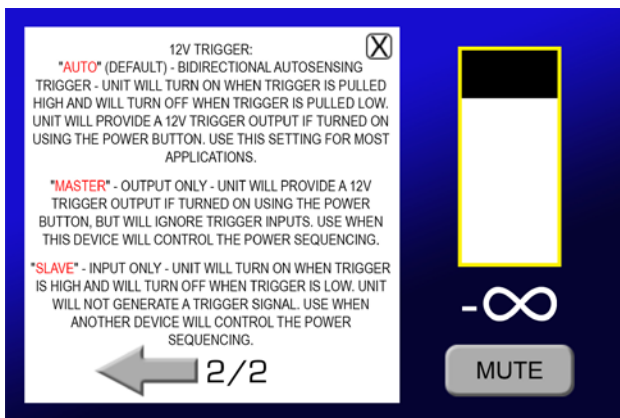 12V TRIGGER:
X
"AUTO" (DEFAULT) - BIDIRECTIONAL AUTOSENSING
TRIGGER - UNIT WILL TURN ON WHEN TRIGGER IS PULLED
HIGH AND WILL TURN OFF WHEN TRIGGER IS PULLED LOW.
UNIT WILL PROVIDE A 12V TRIGGER OUTPUT IF TURNED ON
USING THE POWER BUTTON. USE THIS SETTING FOR MOST
APPLICATIONS.
"MASTER" - OUTPUT ONLY - UNIT WILL PROVIDE A 12V
TRIGGER OUTPUT IF TURNED ON USING THE POWER
BUTTON, BUT WILL IGNORE TRIGGER INPUTS. USE WHEN
THIS DEVICE WILL CONTROL THE POWER SEQUENCING.
"SLAVE" - INPUT ONLY - UNIT WILL TURN ON WHEN TRIGGER
IS HIGH AND WILL TURN OFF WHEN TRIGGER IS LOW. UNIT
WILL NOT GENERATE A TRIGGER SIGNAL. USE WHEN
ANOTHER DEVICE WILL CONTROL THE POWER
SEQUENCING.
2/2
-∞
MUTE